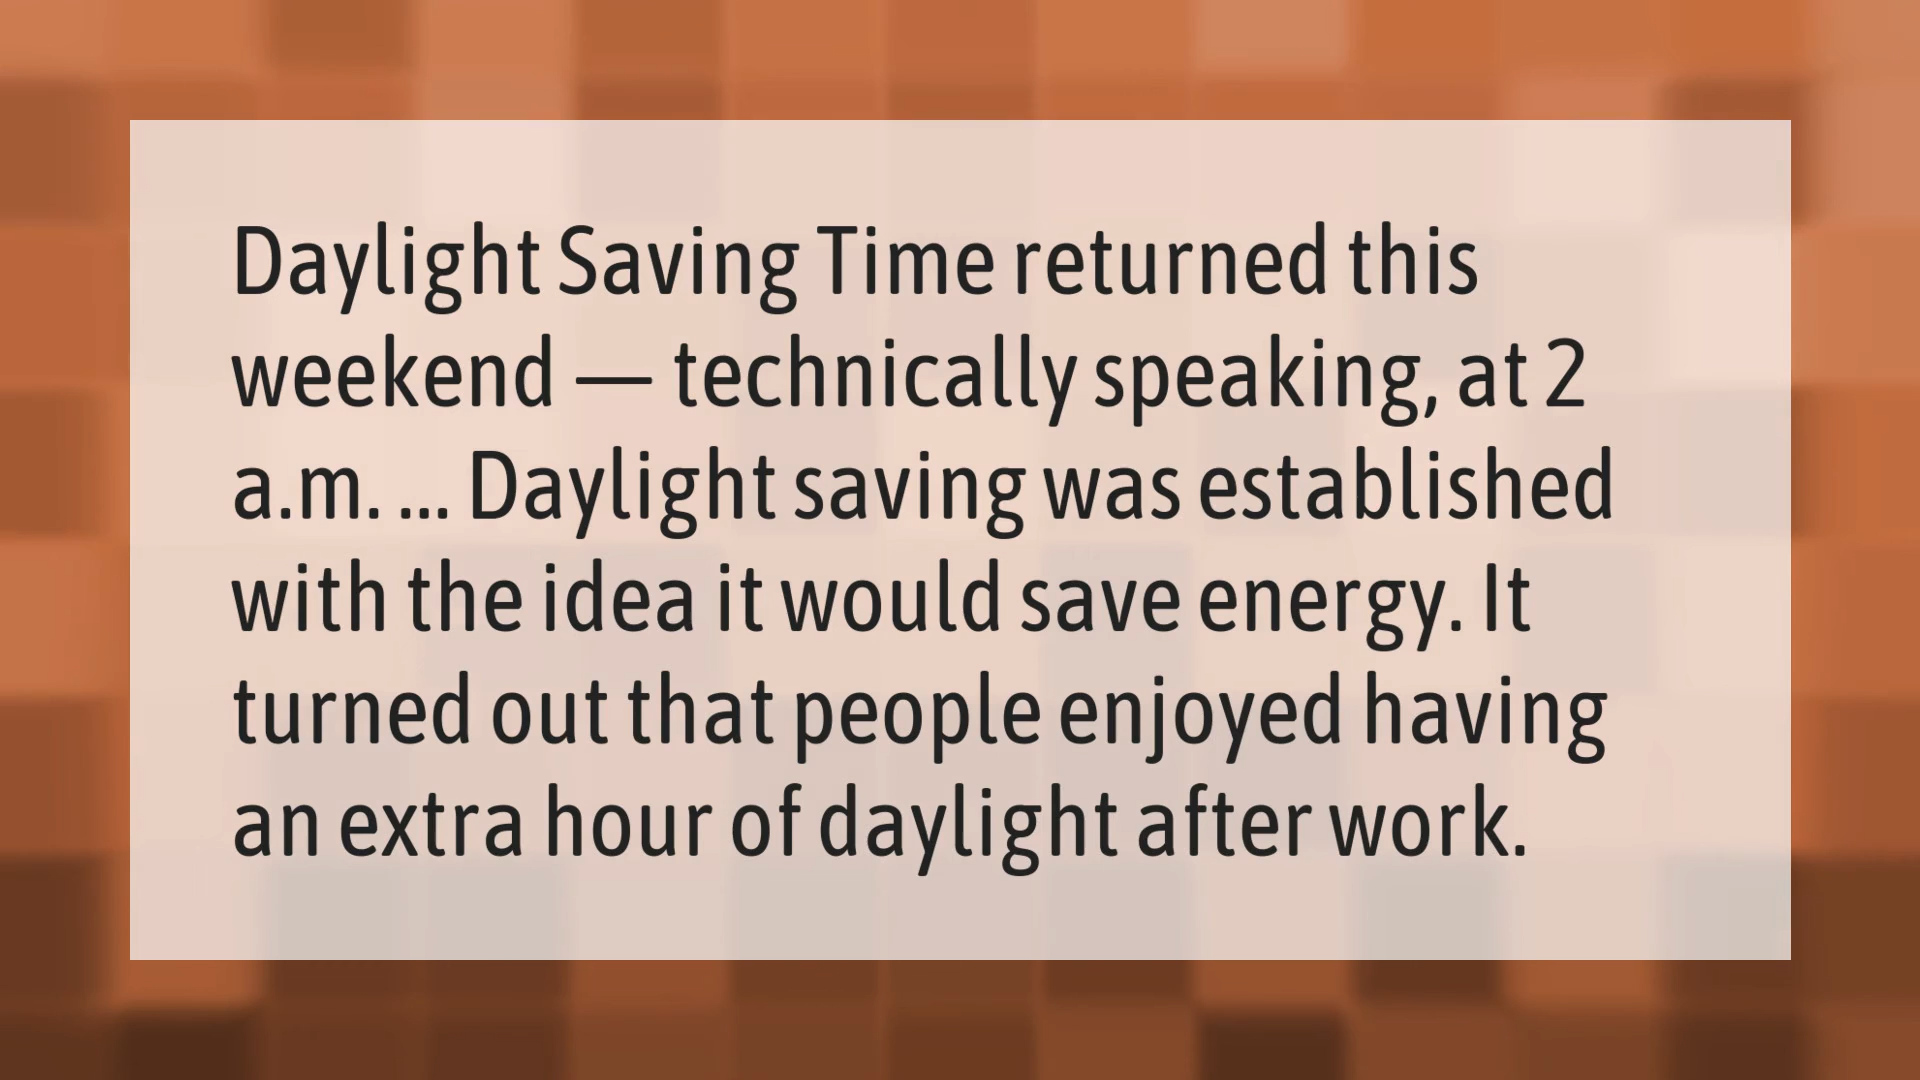 Daylight Saving Time returned this
weekend — technically speaking, at 2
a.m. ... Daylight saving was established
with the idea it would save energy. It
turned out that people enjoyed having
an extra hour of daylight after work.